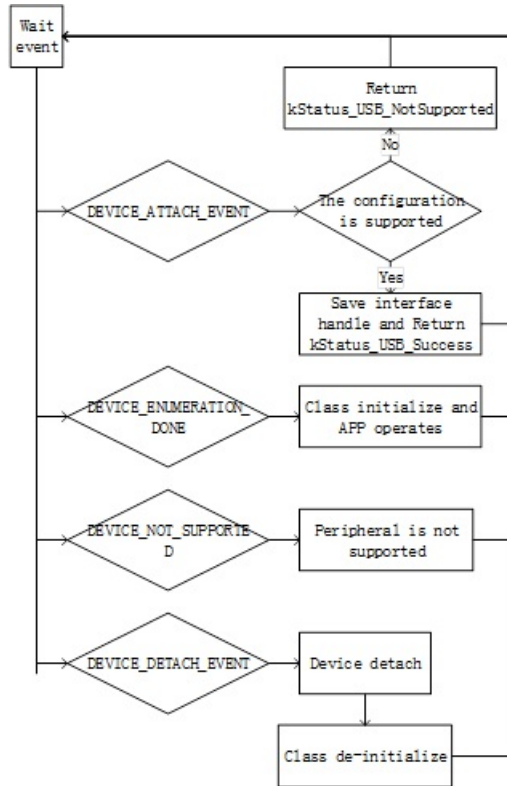 Wait
event
Return
kStatus_USB_NotSupported
No
DEVICE_ATTACH_EVENT
The configuration
is supported
Yes
Save interface
handle and Return
kStatus_USB_Success
DEVICE_ENUMERATION_
DONE
Class initialize and
APP operates
DEVICE_NOT_SUPPORTE
D
Peripheral is not
supported
DEVICE_DETACH_EVENT
Device detach
Class de-initialize